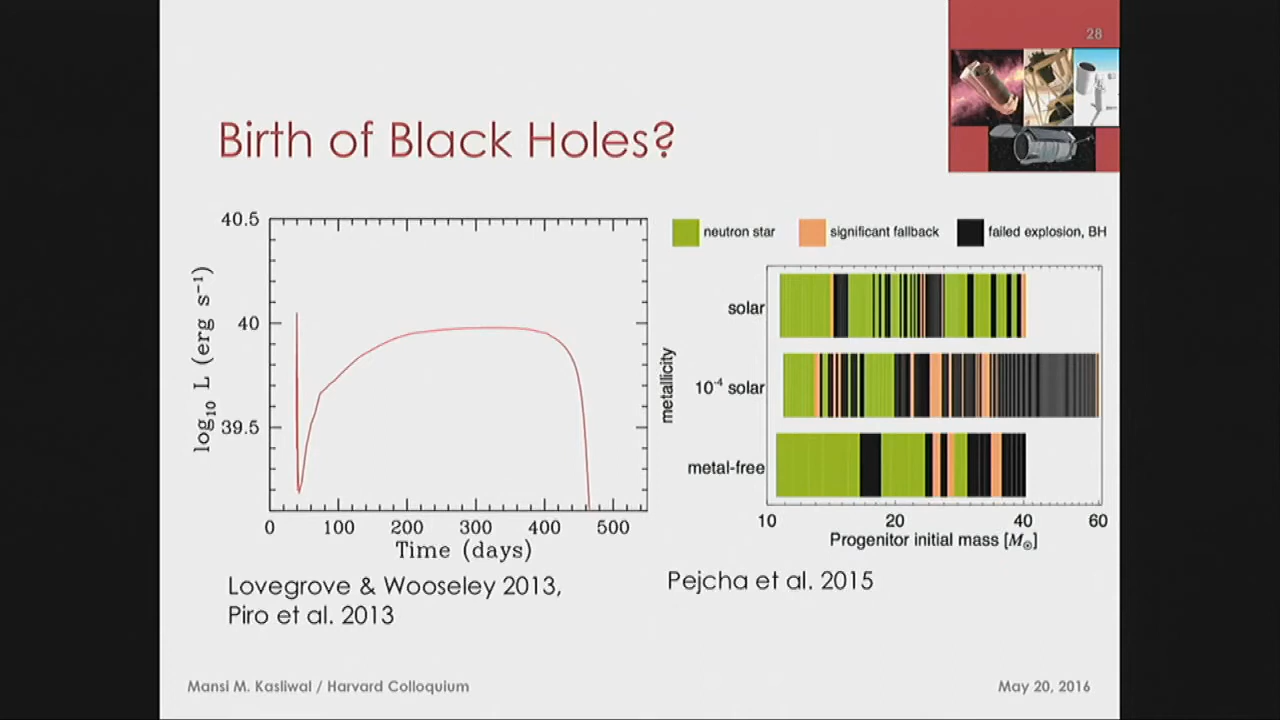 28
Birth of Black Holes?
40.5
40
39.5
log₁₀ L (erg s⁻¹)
0 100 200 300 400 500
Time (days)
Lovegrove & Wooseley 2013,
Piro et al. 2013
neutron star significant fallback failed explosion, BH
metallicity
solar
10⁻⁴ solar
metal-free
10 20 40 60
Progenitor initial mass [M☉]
Pejcha et al. 2015
Mansi M. Kasliwal / Harvard Colloquium
May 20, 2016